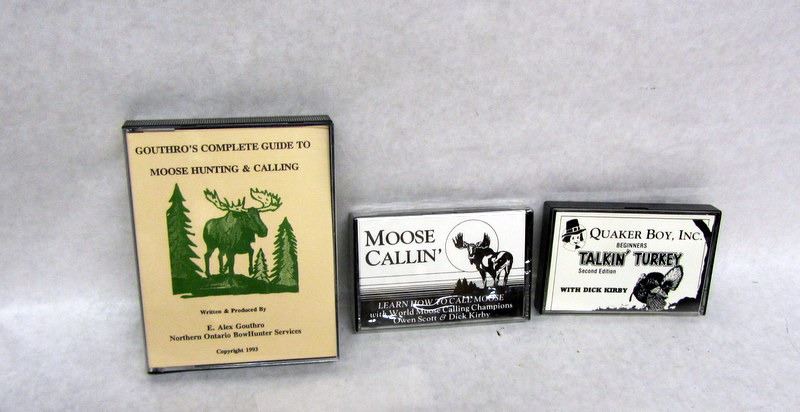 GOUTHRO'S COMPLETE GUIDE TO
MOOSE HUNTING & CALLING
Written & Produced By
E. Alex Gouthro
Northern Ontario BowHunter Services
Copyright 1993
MOOSE
CALLIN'
LEARN HOW TO CALL MOOSE
with World Moose Calling Champions
Owen Scott & Dick Kirby
QUAKER BOY, INC.
BEGINNERS
TALKIN' TURKEY
Second Edition
WITH DICK KIRBY